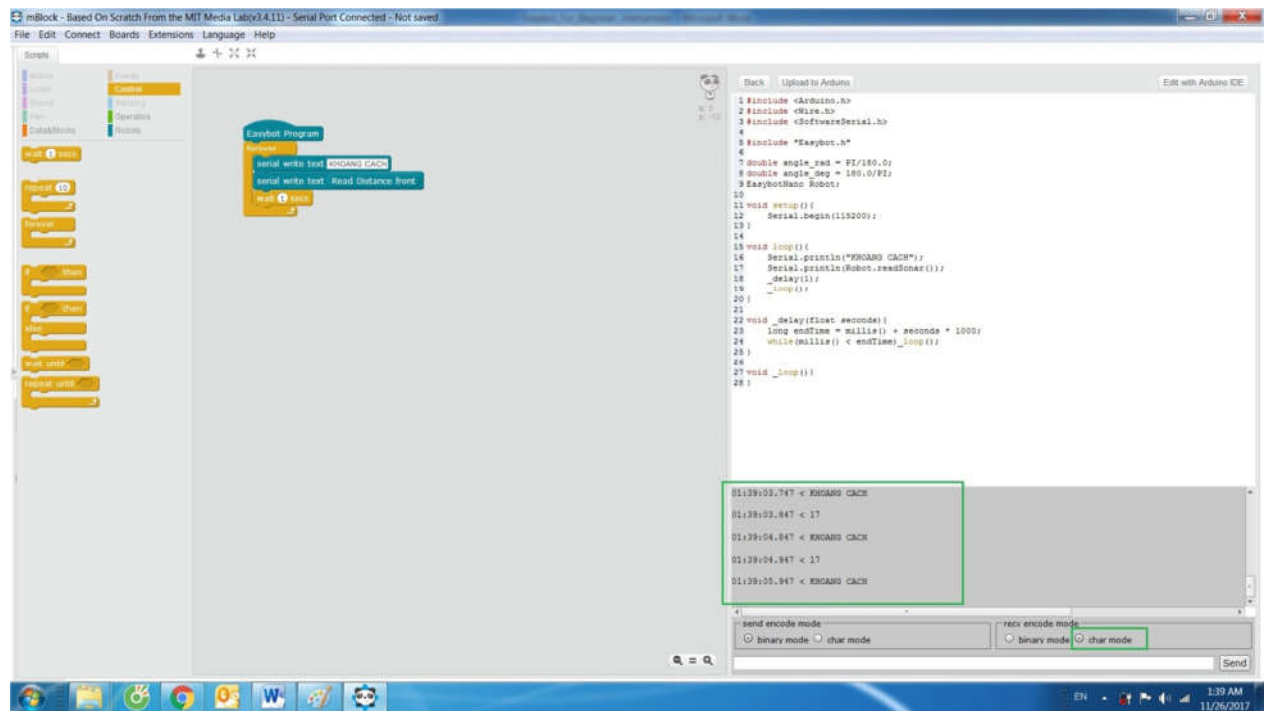 mBlock - Based On Scratch From the MIT Media Lab(v3.4.11) - Serial Port Connected - Not saved
File Edit Connect Boards Extensions Language Help
Scripts
Motion Events
Looks Control
Sound Sensing
Pen Operators
Data&Blocks Robots
wait 1 secs
repeat 10
forever
if then
if then
else
wait until
repeat until
Easybot Program
forever
serial write text KHOANG CACH
serial write text Read Distance front
wait 1 secs
Back Upload to Arduino Edit with Arduino IDE
1 #include <Arduino.h>
2 #include <Wire.h>
3 #include <SoftwareSerial.h>
4
5 #include "Easybot.h"
6
7 double angle_rad = PI/180.0;
8 double angle_deg = 180.0/PI;
9 EasybotNano Robot;
10
11 void setup(){
12 Serial.begin(115200);
13 }
14
15 void loop(){
16 Serial.println("KHOANG CACH");
17 Serial.println(Robot.readSonar());
18 _delay(1);
19 _loop();
20 }
21
22 void _delay(float seconds){
23 long endTime = millis() + seconds * 1000;
24 while(millis() < endTime)_loop();
25 }
26
27 void _loop(){
28 }
01:39:03.747 < KHOANG CACH
01:39:03.847 < 17
01:39:04.847 < KHOANG CACH
01:39:04.947 < 17
01:39:05.947 < KHOANG CACH
send encode mode
binary mode char mode
recv encode mode
binary mode char mode
Send
EN
1:39 AM
11/26/2017